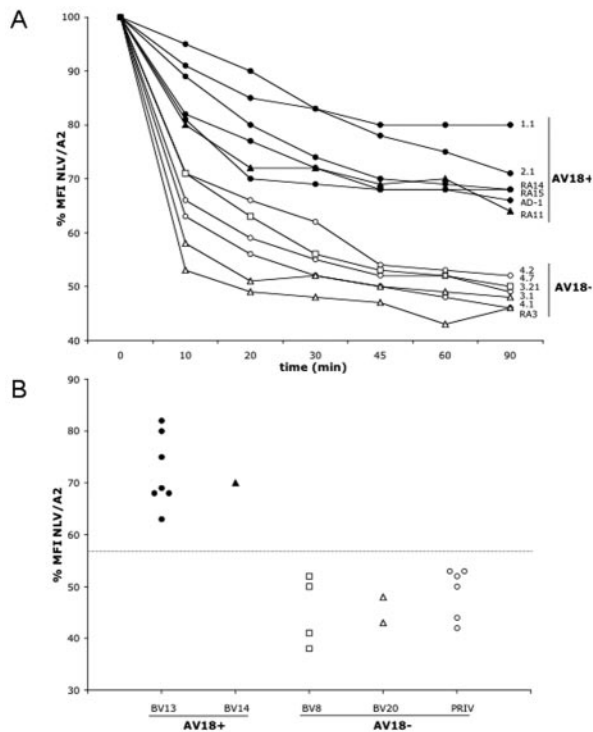 A
100
90
80
70
60
50
40
% MFI NLV/A2
0 10 20 30 45 60 90
time (min)
1.1
2.1
RA14
RA15
AD-1
RA11
AV18+
4.2
4.7
3.21
3.1
4.1
RA3
AV18-
B
90
80
70
60
50
40
30
% MFI NLV/A2
BV13 BV14 BV8 BV20 PRIV
AV18+ AV18-